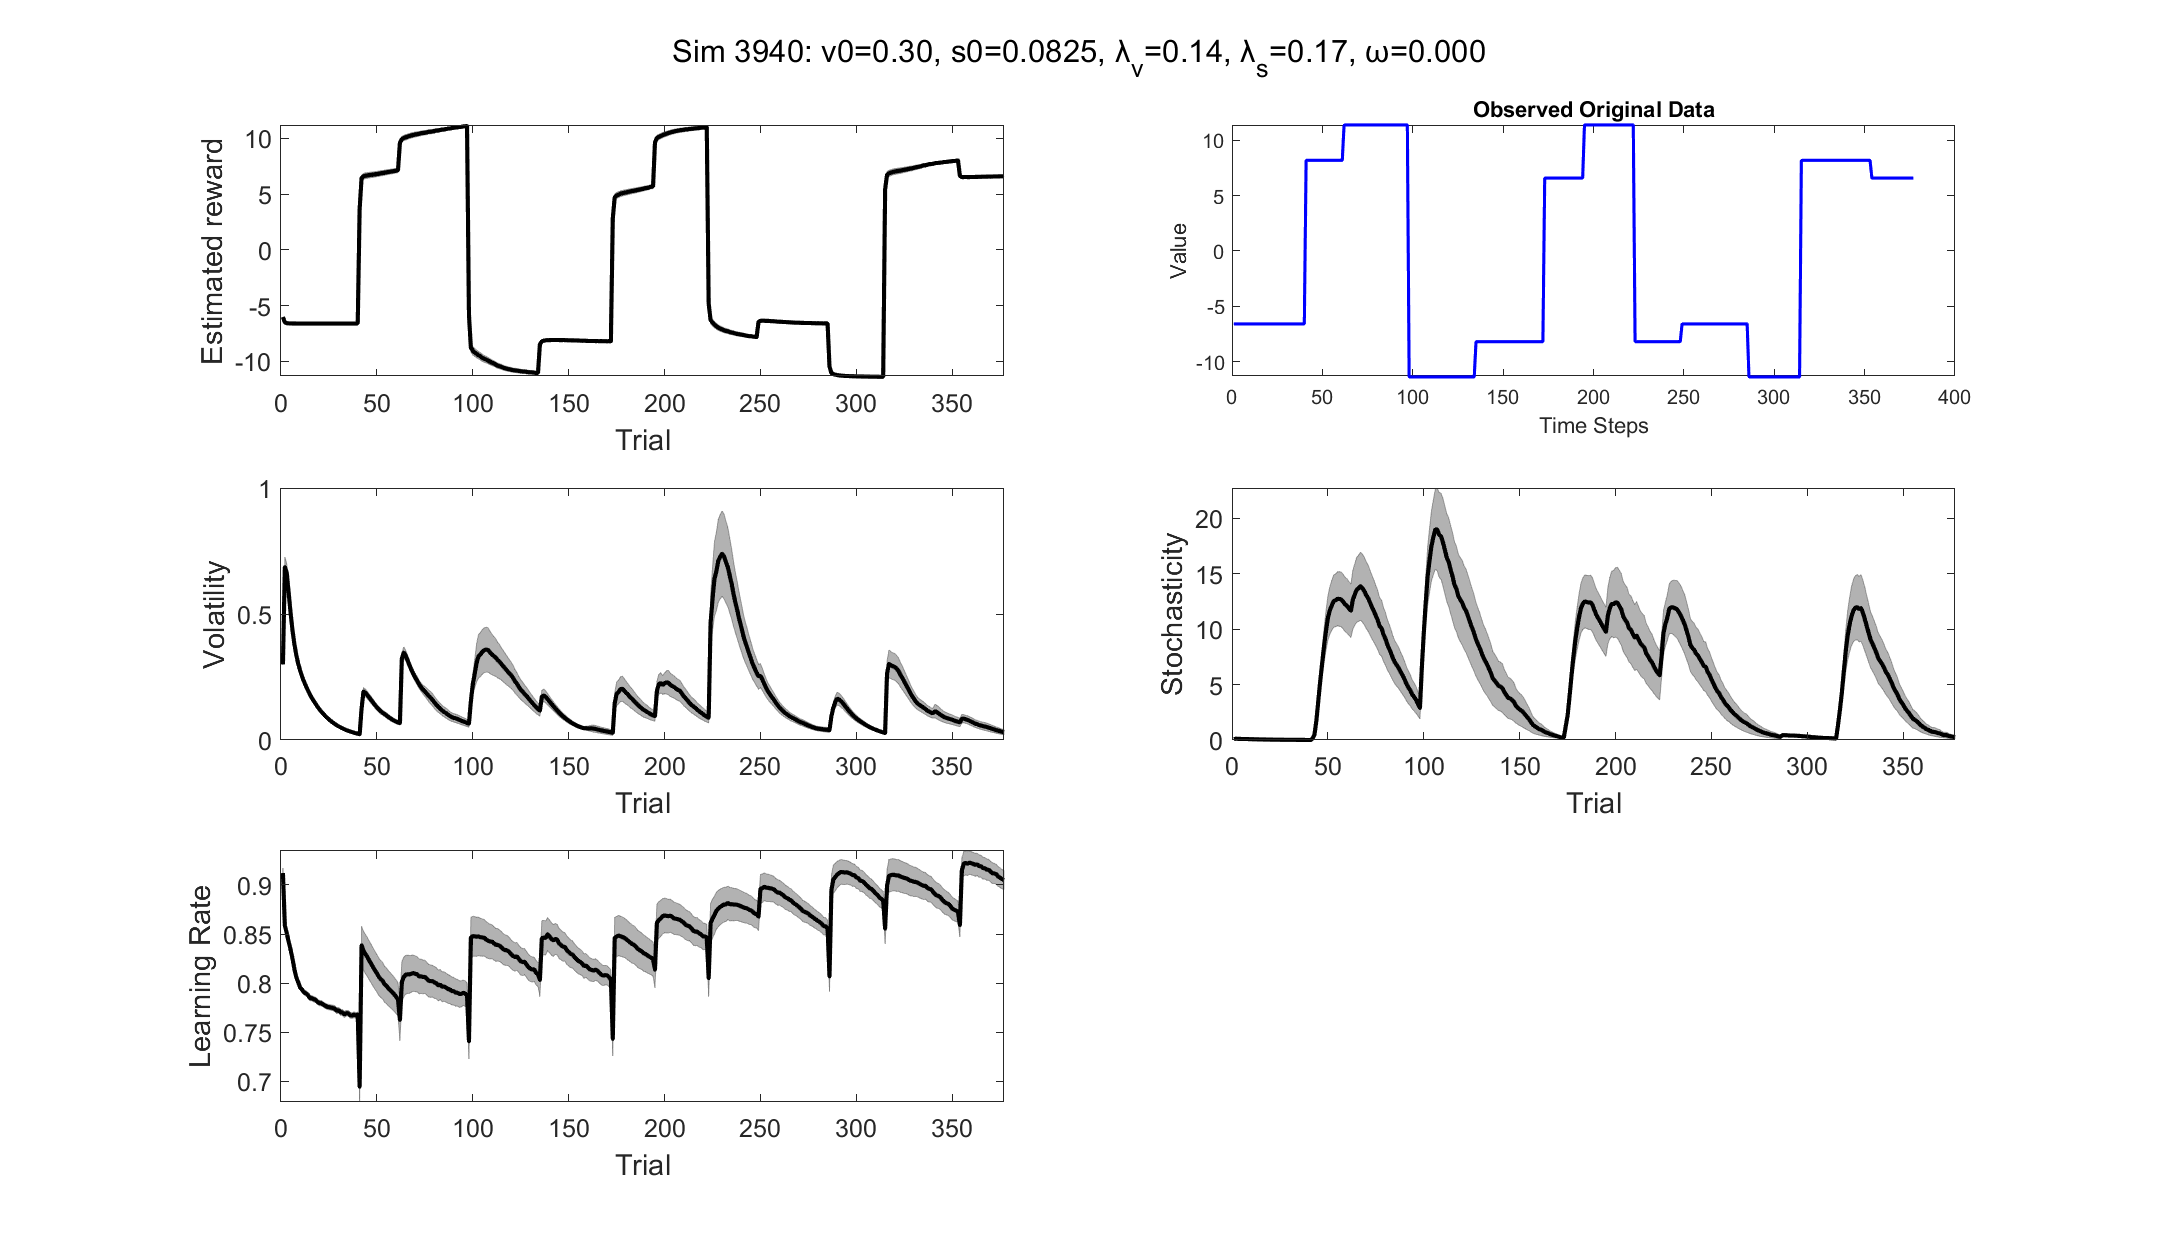 Sim 3940: v0=0.30, s0=0.0825, λ_v=0.14, λ_s=0.17, ω=0.000
Estimated reward
10
5
0
-5
-10
0 50 100 150 200 250 300 350
Trial
Observed Original Data
Value
10
5
0
-5
-10
0 50 100 150 200 250 300 350 400
Time Steps
Volatility
1
0.5
0
0 50 100 150 200 250 300 350
Trial
Stochasticity
20
15
10
5
0
0 50 100 150 200 250 300 350
Trial
Learning Rate
0.9
0.85
0.8
0.75
0.7
0 50 100 150 200 250 300 350
Trial